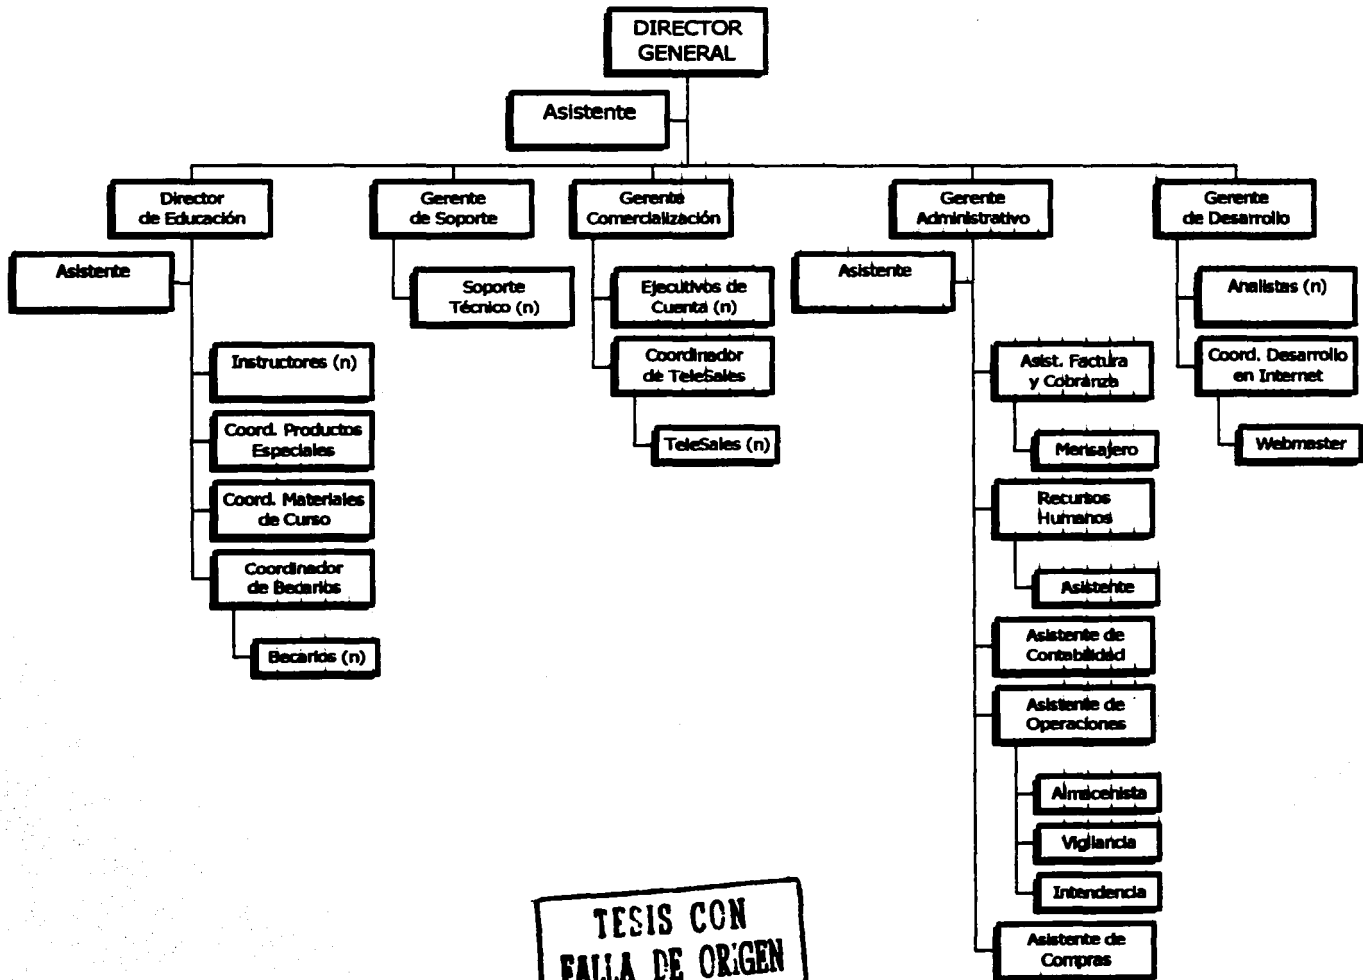 DIRECTOR
GENERAL
Asistente
Director
de Educación
Gerente
de Soporte
Gerente
Comercialización
Gerente
Administrativo
Gerente
de Desarrollo
Asistente
Soporte
Técnico (n)
Ejecutivos de
Cuenta (n)
Asistente
Analistas (n)
Instructores (n)
Coordinador
de TeleSales
Asist. Factura
y Cobranza
Coord. Desarrollo
en Internet
Coord. Productos
Especiales
TeleSales (n)
Mensajero
Webmaster
Coord. Materiales
de Curso
Recursos
Humanos
Coordinador
de Becarios
Asistente
Becarios (n)
Asistente de
Contabilidad
Asistente de
Operaciones
Almacenista
Vigilancia
Intendencia
Asistente de
Compras
TESIS CON
FALLA DE ORIGEN